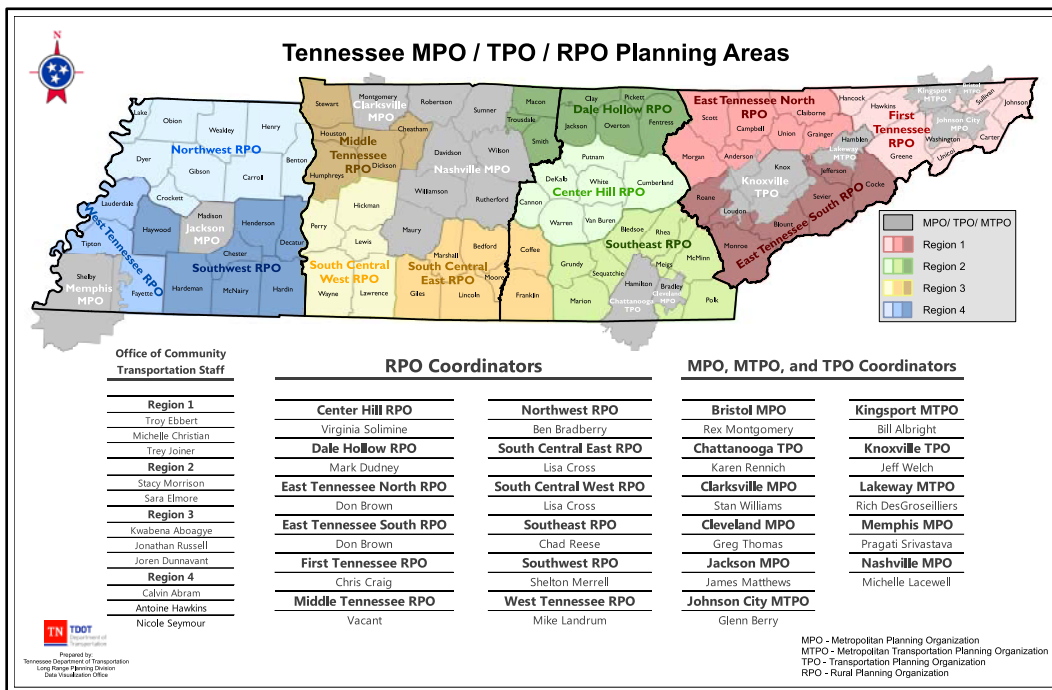 N
Tennessee MPO / TPO / RPO Planning Areas
Lake
Obion
Weakley
Henry
Northwest RPO
Dyer
Gibson
Carroll
Benton
Crockett
Lauderdale
Tipton
Haywood
West Tennessee RPO
Madison
Jackson MPO
Henderson
Decatur
Chester
Shelby
Memphis MPO
Fayette
Southwest RPO
Hardeman
McNairy
Hardin
Stewart
Montgomery
Clarksville MPO
Robertson
Sumner
Macon
Trousdale
Smith
Houston
Cheatham
Middle Tennessee RPO
Dickson
Humphreys
Davidson
Wilson
Nashville MPO
Williamson
Rutherford
Hickman
Perry
Lewis
Maury
South Central West RPO
Wayne
Lawrence
Marshall
Bedford
South Central East RPO
Moore
Giles
Lincoln
Coffee
Franklin
Clay
Pickett
Dale Hollow RPO
Jackson
Overton
Fentress
Putnam
DeKalb
White
Cumberland
Center Hill RPO
Cannon
Warren
Van Buren
Bledsoe
Rhea
Southeast RPO
Grundy
Sequatchie
Meigs
McMinn
Hamilton
Bradley
Cleveland MPO
Chattanooga TPO
Marion
Polk
East Tennessee North RPO
Scott
Campbell
Claiborne
Union
Grainger
Hancock
Morgan
Anderson
Knox
Knoxville TPO
Roane
Loudon
Blount
Monroe
Sevier
Cocke
Jefferson
East Tennessee South RPO
Hamblen
Lakeway MTPO
Hawkins
Kingsport MTPO
MPO
Sullivan
Johnson
First Tennessee RPO
Johnson City MPO
Washington
Carter
Greene
Unicoi
MPO/ TPO/ MTPO
Region 1
Region 2
Region 3
Region 4
Office of Community
Transportation Staff
Region 1
Troy Ebbert
Michelle Christian
Trey Joiner
Region 2
Stacy Morrison
Sara Elmore
Region 3
Kwabena Aboagye
Jonathan Russell
Joren Dunnavant
Region 4
Calvin Abram
Antoine Hawkins
Nicole Seymour
RPO Coordinators
Center Hill RPO
Virginia Solimine
Dale Hollow RPO
Mark Dudney
East Tennessee North RPO
Don Brown
East Tennessee South RPO
Don Brown
First Tennessee RPO
Chris Craig
Middle Tennessee RPO
Vacant
Northwest RPO
Ben Bradberry
South Central East RPO
Lisa Cross
South Central West RPO
Lisa Cross
Southeast RPO
Chad Reese
Southwest RPO
Shelton Merrell
West Tennessee RPO
Mike Landrum
MPO, MTPO, and TPO Coordinators
Bristol MPO
Rex Montgomery
Chattanooga TPO
Karen Rennich
Clarksville MPO
Stan Williams
Cleveland MPO
Greg Thomas
Jackson MPO
James Matthews
Johnson City MTPO
Glenn Berry
Kingsport MTPO
Bill Albright
Knoxville TPO
Jeff Welch
Lakeway MTPO
Rich DesGroseilliers
Memphis MPO
Pragati Srivastava
Nashville MPO
Michelle Lacewell
TN TDOT
Department of
Transportation
Prepared by:
Tennessee Department of Transportation
Long Range Planning Division
Data Visualization Office
MPO - Metropolitan Planning Organization
MTPO - Metropolitan Transportation Planning Organization
TPO - Transportation Planning Organization
RPO - Rural Planning Organization